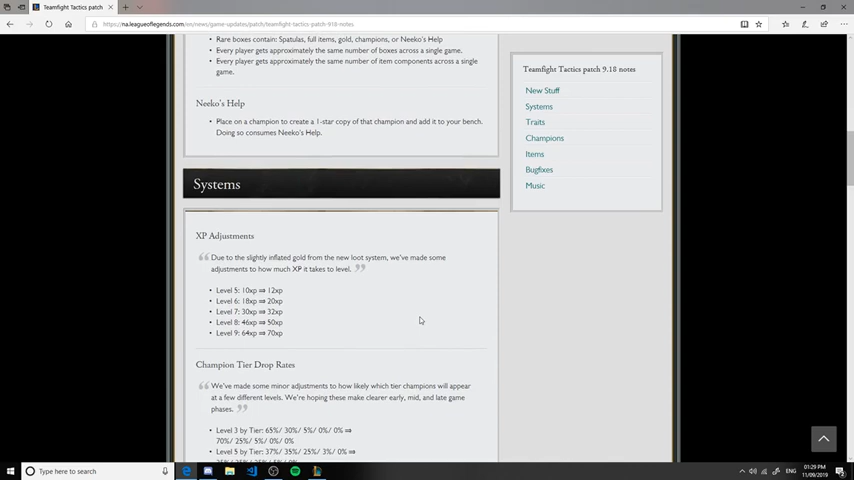 Teamfight Tactics patch
https://na.leagueoflegends.com/en/news/game-updates/patch/teamfight-tactics-patch-9-18-notes
• Rare boxes contain: Spatulas, full items, gold, champions, or Neeko's Help
• Every player gets approximately the same number of boxes across a single game.
• Every player gets approximately the same number of item components across a single
game.
Neeko's Help
• Place on a champion to create a 1-star copy of that champion and add it to your bench.
Doing so consumes Neeko's Help.
Systems
XP Adjustments
Due to the slightly inflated gold from the new loot system, we've made some
adjustments to how much XP it takes to level.
• Level 5: 10xp ⇒ 12xp
• Level 6: 18xp ⇒ 20xp
• Level 7: 30xp ⇒ 32xp
• Level 8: 46xp ⇒ 50xp
• Level 9: 64xp ⇒ 70xp
Champion Tier Drop Rates
We've made some minor adjustments to how likely which tier champions will appear
at a few different levels. We're hoping these make clearer early, mid, and late game
phases.
• Level 3 by Tier: 65%/ 30%/ 5%/ 0%/ 0% ⇒
70%/ 25%/ 5%/ 0%/ 0%
• Level 5 by Tier: 37%/ 35%/ 25%/ 3%/ 0% ⇒
Teamfight Tactics patch 9.18 notes
New Stuff
Systems
Traits
Champions
Items
Bugfixes
Music
Type here to search
ENG
01:29 PM
11/09/2019